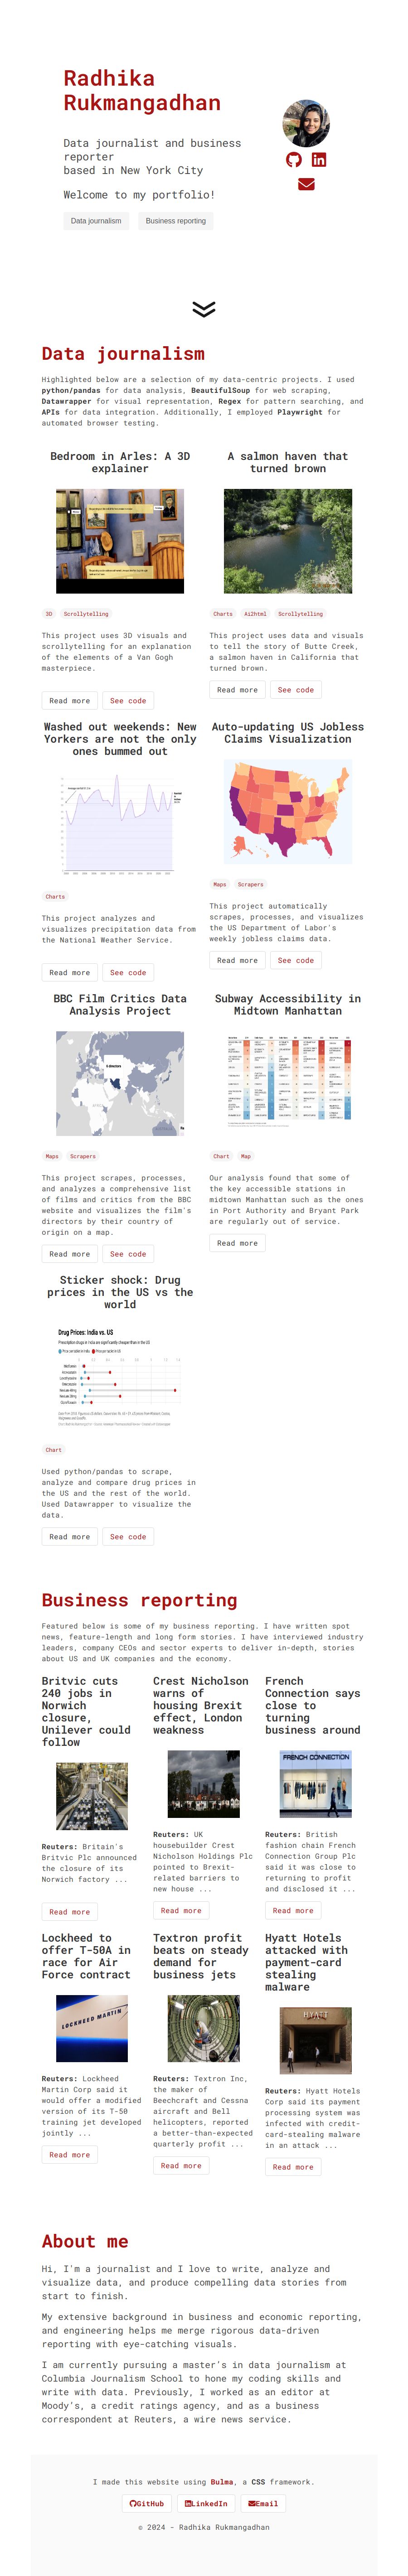 Radhika
Rukmangadhan
Data journalist and business
reporter
based in New York City
Welcome to my portfolio!
Data journalism
Business reporting
Data journalism
Highlighted below are a selection of my data-centric projects. I used
python/pandas for data analysis, BeautifulSoup for web scraping,
Datawrapper for visual representation, Regex for pattern searching, and
APIs for data integration. Additionally, I employed Playwright for
automated browser testing.
Bedroom in Arles: A 3D
explainer
3D
Scrollytelling
This project uses 3D visuals and
scrollytelling for an explanation
of the elements of a Van Gogh
masterpiece.
Read more
See code
A salmon haven that
turned brown
Charts
Ai2html
Scrollytelling
This project uses data and visuals
to tell the story of Butte Creek,
a salmon haven in California that
turned brown.
Read more
See code
Washed out weekends: New
Yorkers are not the only
ones bummed out
Charts
This project analyzes and
visualizes precipitation data from
the National Weather Service.
Read more
See code
Auto-updating US Jobless
Claims Visualization
Maps
Scrapers
This project automatically
scrapes, processes, and visualizes
the US Department of Labor's
weekly jobless claims data.
Read more
See code
BBC Film Critics Data
Analysis Project
Maps
Scrapers
This project scrapes, processes,
and analyzes a comprehensive list
of films and critics from the BBC
website and visualizes the film's
directors by their country of
origin on a map.
Read more
See code
Subway Accessibility in
Midtown Manhattan
Chart
Map
Our analysis found that some of
the key accessible stations in
midtown Manhattan such as the ones
in Port Authority and Bryant Park
are regularly out of service.
Read more
Sticker shock: Drug
prices in the US vs the
world
Drug Prices: India vs. US
Prescription drugs in India are significantly cheaper than in the US
Chart
Used python/pandas to scrape,
analyze and compare drug prices in
the US and the rest of the world.
Used Datawrapper to visualize the
data.
Read more
See code
Business reporting
Featured below is some of my business reporting. I have written spot
news, feature-length and long form stories. I have interviewed industry
leaders, company CEOs and sector experts to deliver in-depth, stories
about US and UK companies and the economy.
Britvic cuts
240 jobs in
Norwich
closure,
Unilever could
follow
Reuters: Britain's
Britvic Plc announced
the closure of its
Norwich factory ...
Read more
Crest Nicholson
warns of
housing Brexit
effect, London
weakness
Reuters: UK
housebuilder Crest
Nicholson Holdings Plc
pointed to Brexit-
related barriers to
new house ...
Read more
French
Connection says
close to
turning
business around
FRENCH CONNECTION
Reuters: British
fashion chain French
Connection Group Plc
said it was close to
returning to profit
and disclosed it ...
Read more
Lockheed to
offer T-50A in
race for Air
Force contract
LOCKHEED MARTIN
Reuters: Lockheed
Martin Corp said it
would offer a modified
version of its T-50
training jet developed
jointly ...
Read more
Textron profit
beats on steady
demand for
business jets
Reuters: Textron Inc,
the maker of
Beechcraft and Cessna
aircraft and Bell
helicopters, reported
a better-than-expected
quarterly profit ...
Read more
Hyatt Hotels
attacked with
payment-card
stealing
malware
HYATT
Reuters: Hyatt Hotels
Corp said its payment
processing system was
infected with credit-
card-stealing malware
in an attack ...
Read more
About me
Hi, I'm a journalist and I love to write, analyze and
visualize data, and produce compelling data stories from
start to finish.
My extensive background in business and economic reporting,
and engineering helps me merge rigorous data-driven
reporting with eye-catching visuals.
I am currently pursuing a master's in data journalism at
Columbia Journalism School to hone my coding skills and
write with data. Previously, I worked as an editor at
Moody's, a credit ratings agency, and as a business
correspondent at Reuters, a wire news service.
I made this website using Bulma, a CSS framework.
GitHub
LinkedIn
Email
© 2024 - Radhika Rukmangadhan